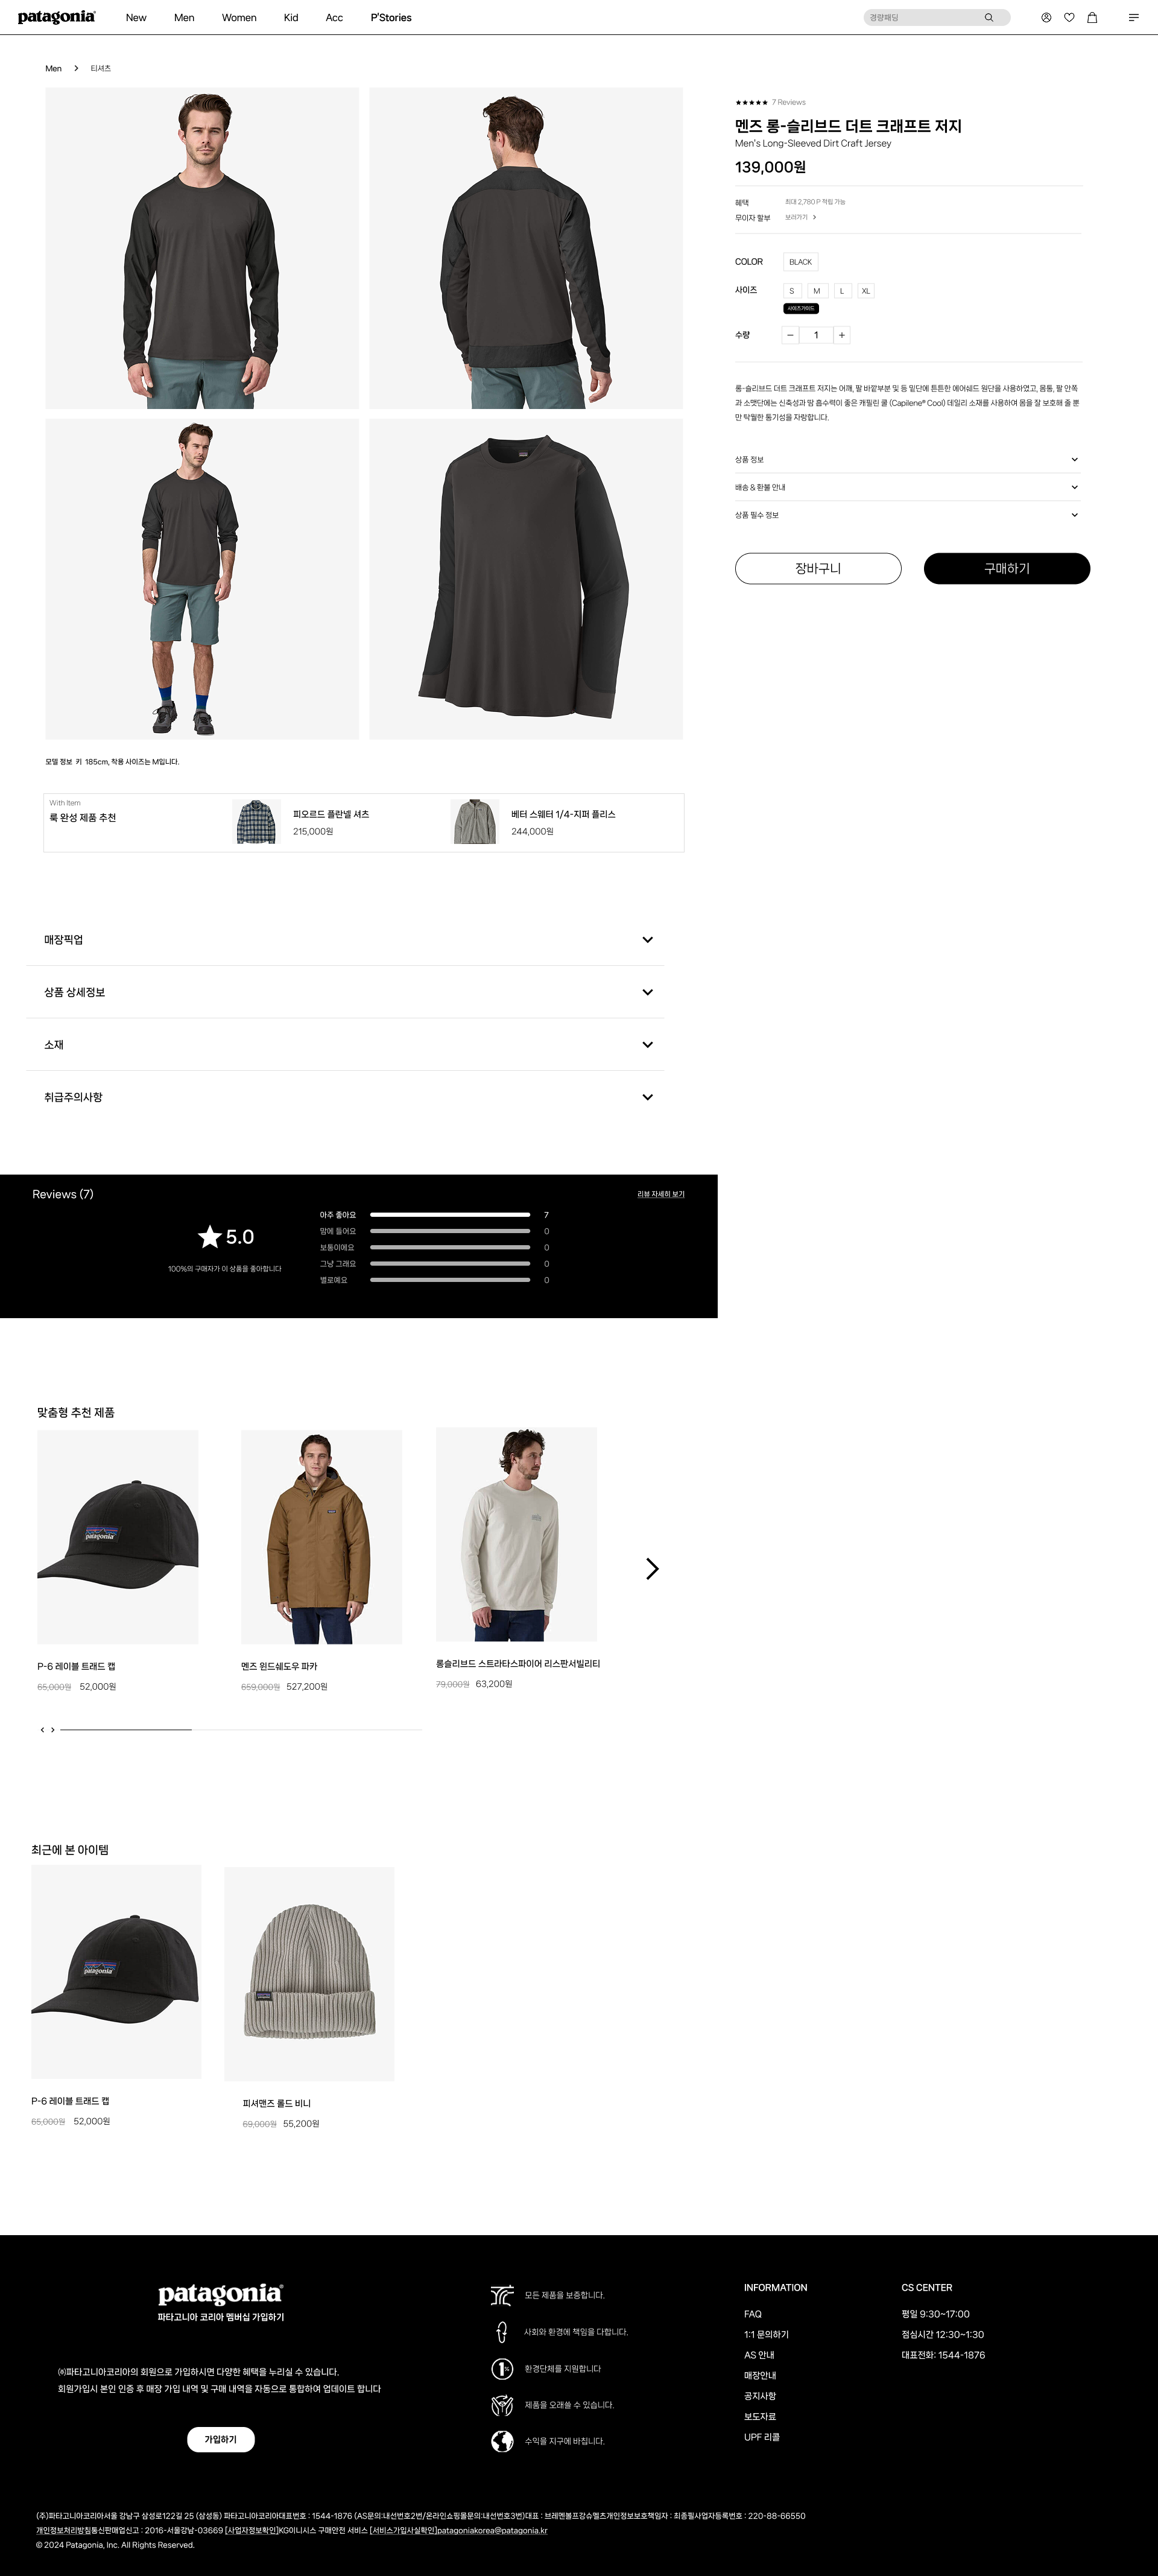 patagonia®
New Men Women Kid Acc P'Stories
경량패딩
Men > 티셔츠
★★★★★ 7 Reviews
멘즈 롱-슬리브드 더트 크래프트 저지
Men's Long-Sleeved Dirt Craft Jersey
139,000원
혜택 최대 2,780 P 적립 가능
무이자 할부 보러가기 >
COLOR BLACK
사이즈 S M L XL
사이즈가이드
수량 − 1 +
롱-슬리브드 더트 크래프트 저지는 어깨, 팔 바깥부분 및 등 밑단에 튼튼한 에어쉐드 원단을 사용하였고, 몸통, 팔 안쪽
과 소맷단에는 신축성과 땀 흡수력이 좋은 캐필린 쿨 (Capilene® Cool) 데일리 소재를 사용하여 몸을 잘 보호해 줄 뿐
만 탁월한 통기성을 자랑합니다.
상품 정보
배송 & 환불 안내
상품 필수 정보
장바구니 구매하기
모델 정보 키 185cm, 착용 사이즈는 M입니다.
With Item
룩 완성 제품 추천
피오르드 플란넬 셔츠
215,000원
베터 스웨터 1/4-지퍼 플리스
244,000원
매장픽업
상품 상세정보
소재
취급주의사항
Reviews (7)
리뷰 자세히 보기
★ 5.0
100%의 구매자가 이 상품을 좋아합니다
아주 좋아요 7
맘에 들어요 0
보통이에요 0
그냥 그래요 0
별로예요 0
맞춤형 추천 제품
patagonia
P-6 레이블 트래드 캡
65,000원 52,000원
멘즈 윈드쉐도우 파카
659,000원 527,200원
롱슬리브드 스트라타스파이어 리스판서빌리티
79,000원 63,200원
최근에 본 아이템
patagonia
P-6 레이블 트래드 캡
65,000원 52,000원
피셔맨즈 롤드 비니
69,000원 55,200원
patagonia®
파타고니아 코리아 멤버십 가입하기
㈜파타고니아코리아의 회원으로 가입하시면 다양한 혜택을 누리실 수 있습니다.
회원가입시 본인 인증 후 매장 가입 내역 및 구매 내역을 자동으로 통합하여 업데이트 합니다
가입하기
모든 제품을 보증합니다.
사회와 환경에 책임을 다합니다.
1% 환경단체를 지원합니다
제품을 오래쓸 수 있습니다.
수익을 지구에 바칩니다.
INFORMATION
FAQ
1:1 문의하기
AS 안내
매장안내
공지사항
보도자료
UPF 리콜
CS CENTER
평일 9:30~17:00
점심시간 12:30~1:30
대표전화: 1544-1876
(주)파타고니아코리아서울 강남구 삼성로122길 25 (삼성동) 파타고니아코리아대표번호 : 1544-1876 (AS문의:내선번호2번/온라인쇼핑몰문의:내선번호3번)대표 : 브레멘볼프강슈멜츠개인정보보호책임자 : 최종필사업자등록번호 : 220-88-66550
개인정보처리방침통신판매업신고 : 2016-서울강남-03669 [사업자정보확인]KG이니시스 구매안전 서비스 [서비스가입사실확인]patagoniakorea@patagonia.kr
© 2024 Patagonia, Inc. All Rights Reserved.